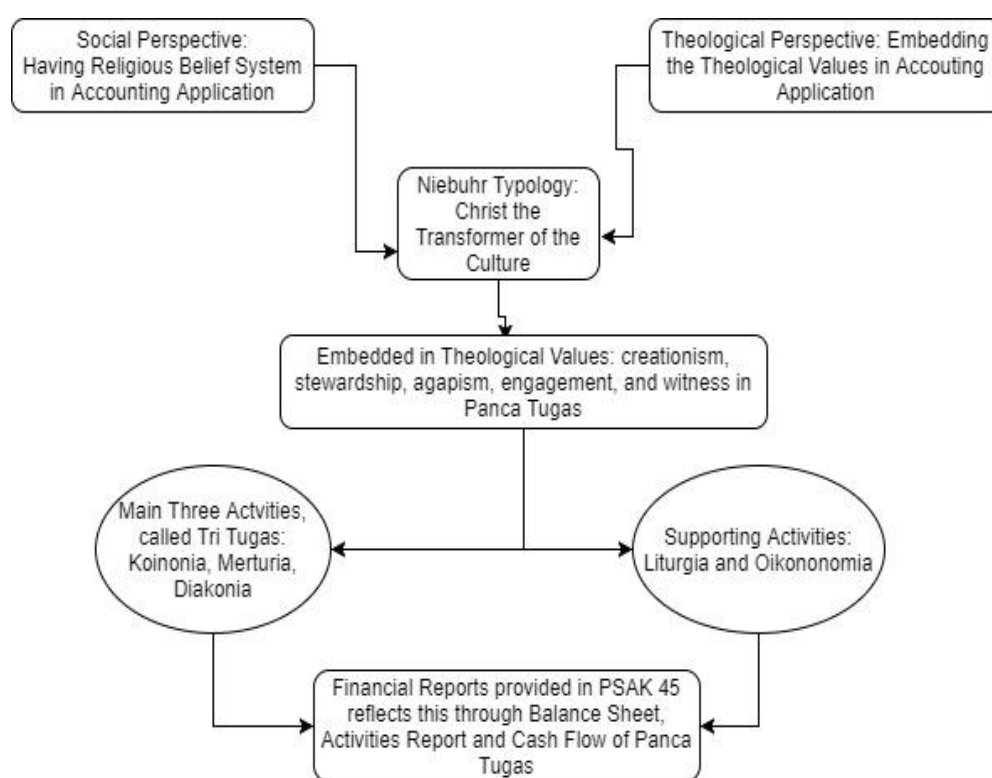 Social Perspective:
Having Religious Belief System
in Accounting Application
Theological Perspective: Embedding
the Theological Values in Accouting
Application
Niebuhr Typology:
Christ the
Transformer of the
Culture
Embedded in Theological Values: creationism,
stewardship, agapism, engagement, and witness in
Panca Tugas
Main Three Actvities,
called Tri Tugas:
Koinonia, Merturia,
Diakonia
Supporting Activities:
Liturgia and Oikononomia
Financial Reports provided in PSAK 45
reflects this through Balance Sheet,
Activities Report and Cash Flow of Panca
Tugas